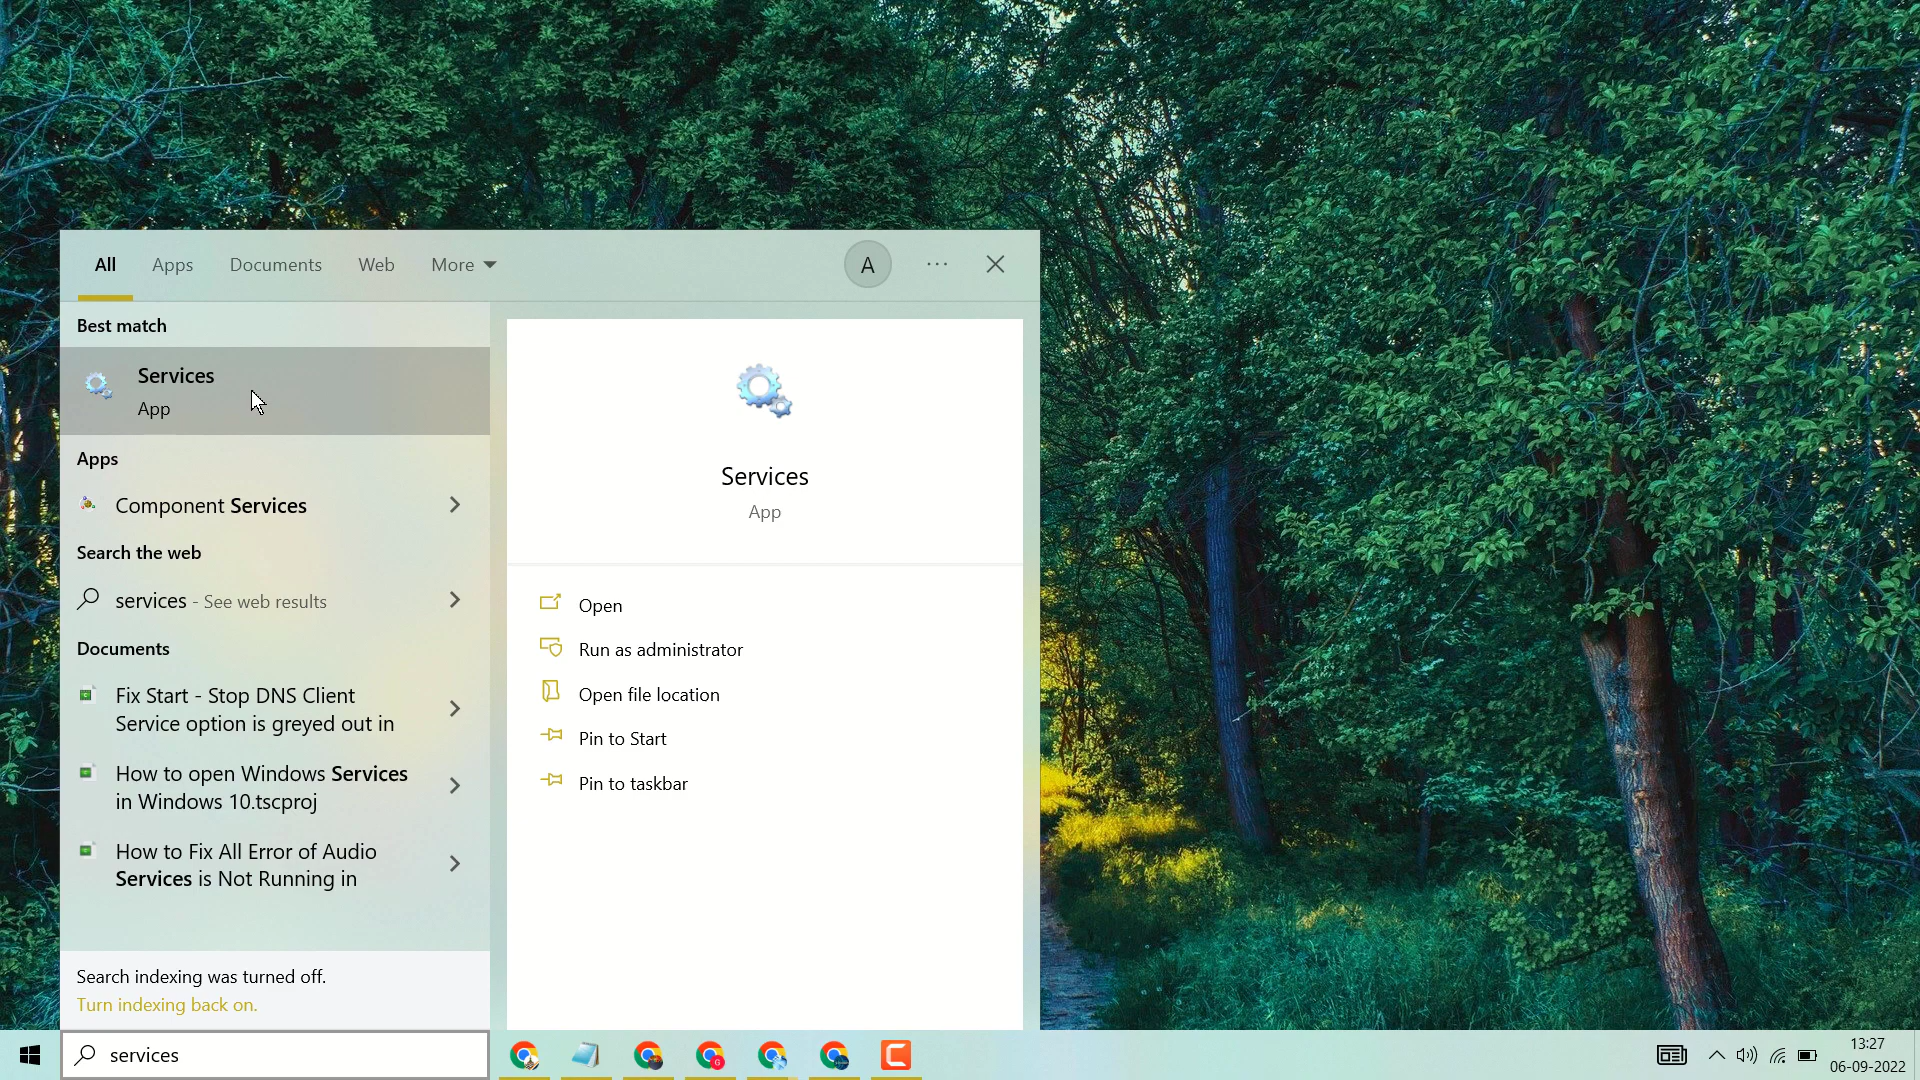 All Apps Documents Web More A
Best match
Services
App
Apps
Component Services
Search the web
services - See web results
Documents
Fix Start - Stop DNS Client
Service option is greyed out in
How to open Windows Services
in Windows 10.tscproj
How to Fix All Error of Audio
Services is Not Running in
Search indexing was turned off.
Turn indexing back on.
Services
App
Open
Run as administrator
Open file location
Pin to Start
Pin to taskbar
services
13:27
06-09-2022